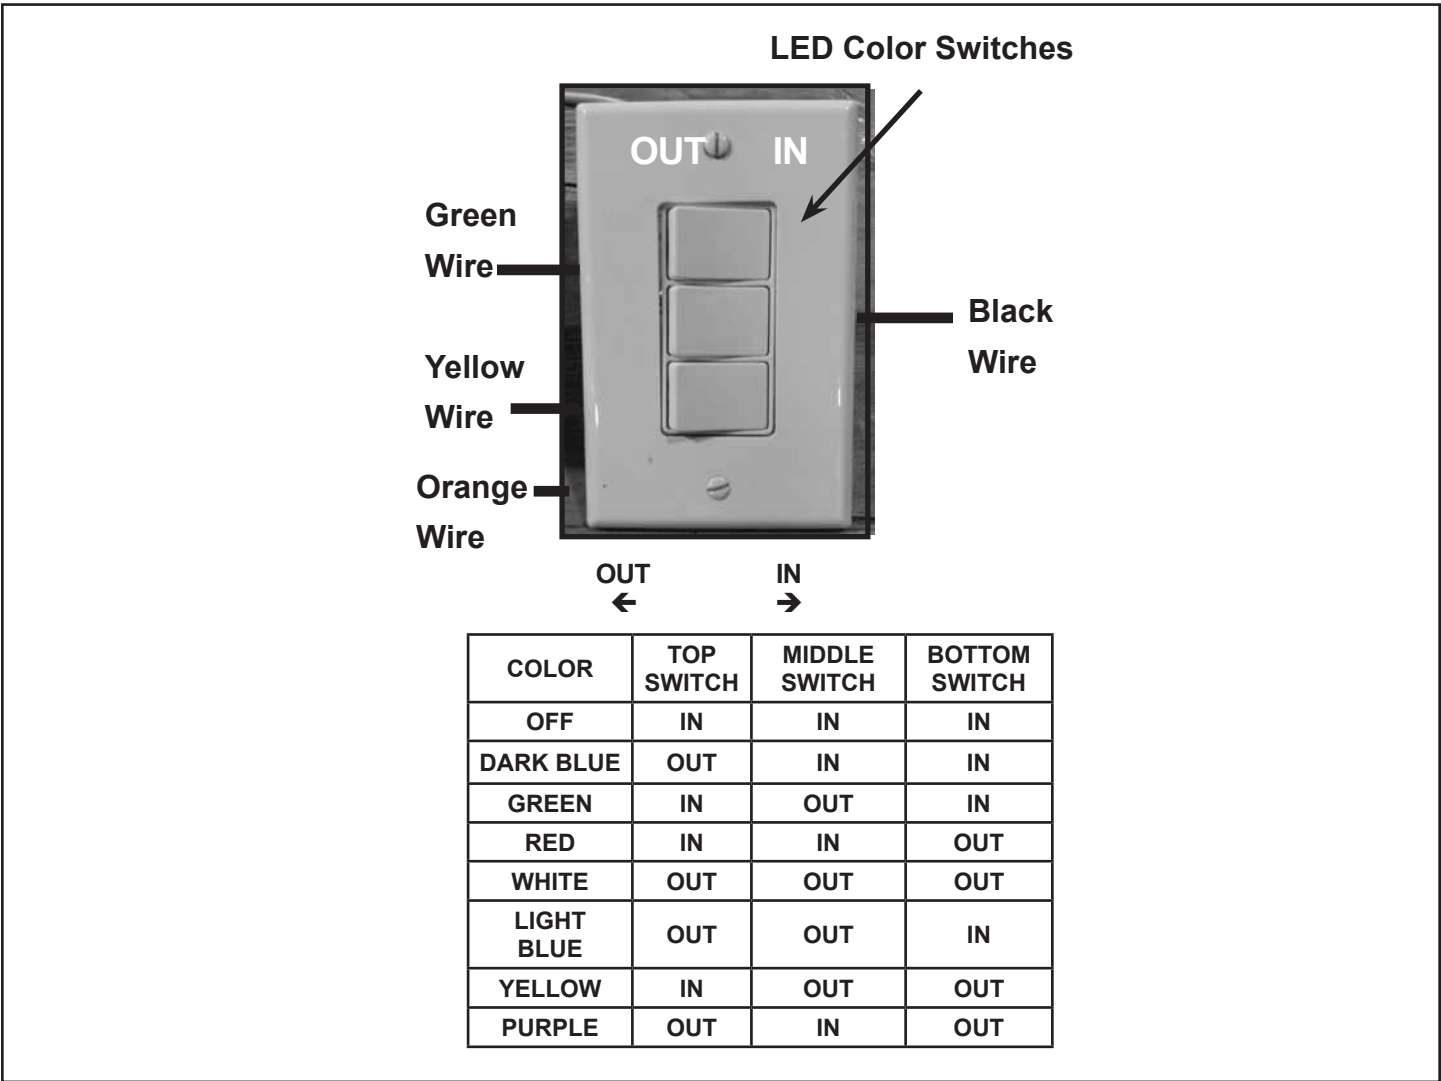 LED Color Switches
OUT IN
Green
Wire
Black
Wire
Yellow
Wire
Orange
Wire
OUT IN
← →
COLOR TOP SWITCH MIDDLE SWITCH BOTTOM SWITCH
OFF IN IN IN
DARK BLUE OUT IN IN
GREEN IN OUT IN
RED IN IN OUT
WHITE OUT OUT OUT
LIGHT BLUE OUT OUT IN
YELLOW IN OUT OUT
PURPLE OUT IN OUT